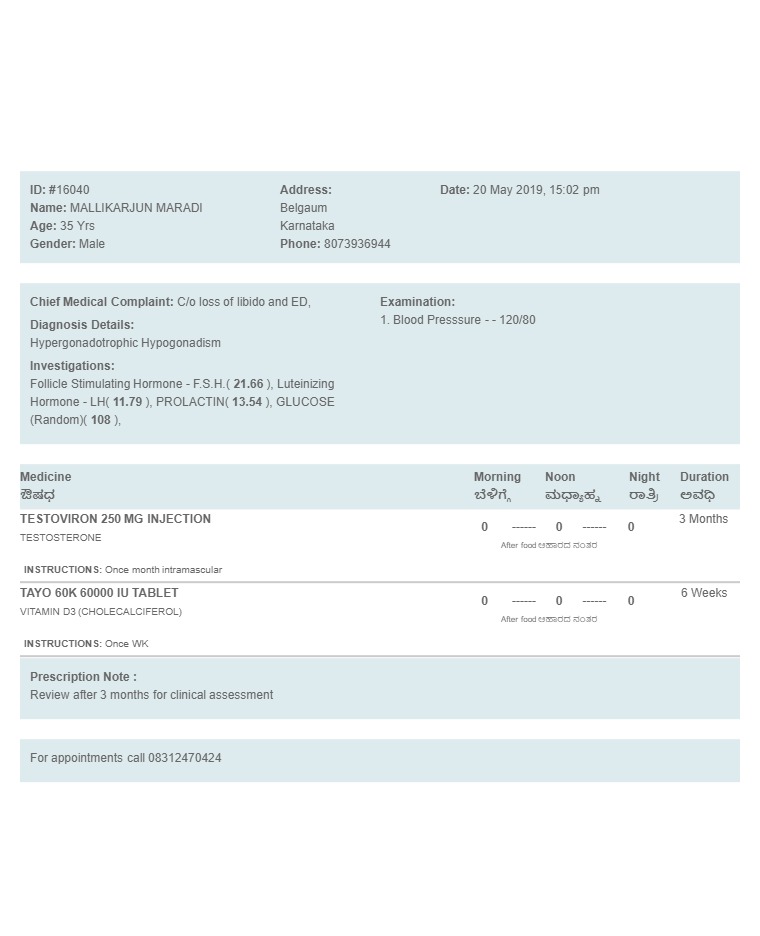 ID: #16040
Name: MALLIKARJUN MARADI
Age: 35 Yrs
Gender: Male
Address:
Belgaum
Karnataka
Phone: 8073936944
Date: 20 May 2019, 15:02 pm
Chief Medical Complaint: C/o loss of libido and ED,
Diagnosis Details:
Hypergonadotrophic Hypogonadism
Investigations:
Follicle Stimulating Hormone - F.S.H.( 21.66 ), Luteinizing
Hormone - LH( 11.79 ), PROLACTIN( 13.54 ), GLUCOSE
(Random)( 108 ),
Examination:
1. Blood Presssure - - 120/80
Medicine Morning Noon Night Duration
ಔಷಧ ಬೆಳಿಗ್ಗೆ ಮಧ್ಯಾಹ್ನ ರಾತ್ರಿ ಅವಧಿ
TESTOVIRON 250 MG INJECTION 0 ------ 0 ------ 0 3 Months
TESTOSTERONE
After food ಆಹಾರದ ನಂತರ
INSTRUCTIONS: Once month intramascular
TAYO 60K 60000 IU TABLET 0 ------ 0 ------ 0 6 Weeks
VITAMIN D3 (CHOLECALCIFEROL)
After food ಆಹಾರದ ನಂತರ
INSTRUCTIONS: Once WK
Prescription Note :
Review after 3 months for clinical assessment
For appointments call 08312470424